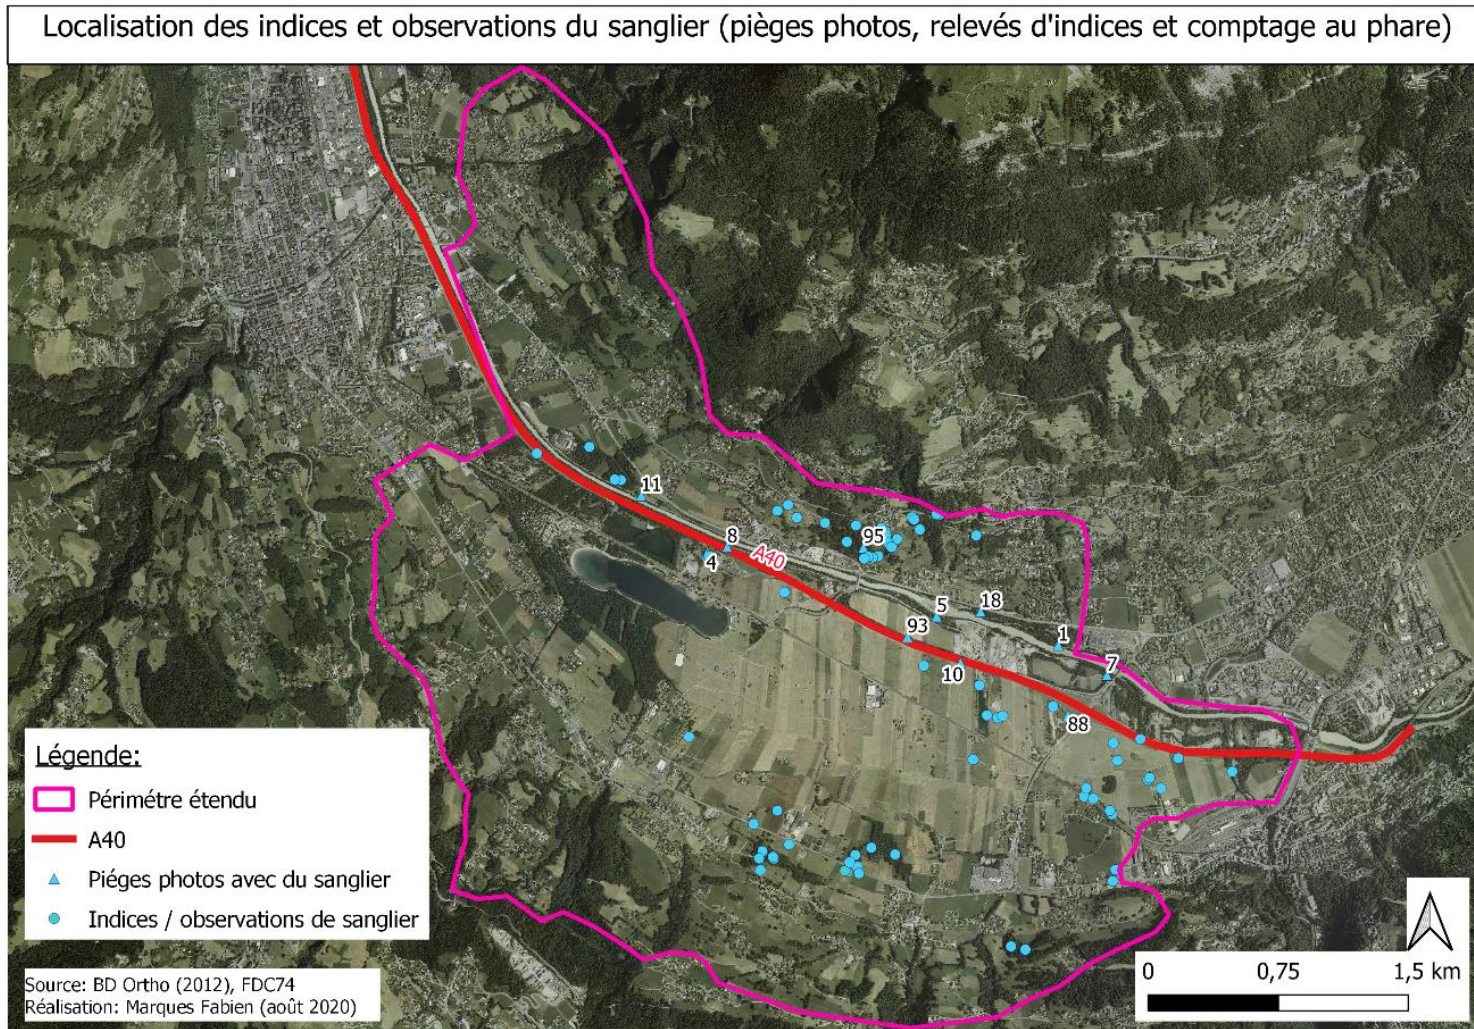 Localisation des indices et observations du sanglier (pièges photos, relevés d'indices et comptage au phare)
11
8
4
A40
95
5
18
93
1
10
7
88
Légende:
Périmétre étendu
A40
Piéges photos avec du sanglier
Indices / observations de sanglier
Source: BD Ortho (2012), FDC74
Réalisation: Marques Fabien (août 2020)
0 0,75 1,5 km